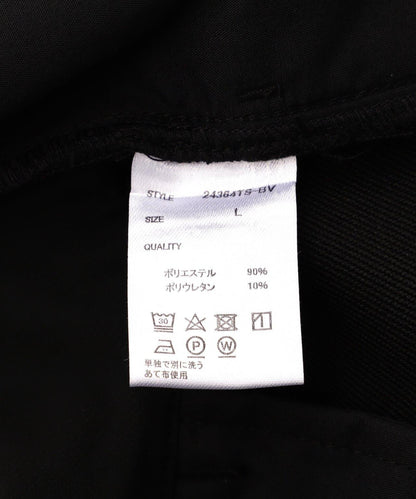 STYLE 24364TS-BV
SIZE L
QUALITY
ポリエステル 90%
ポリウレタン 10%
30
P W
単独で別に洗う
あて布使用